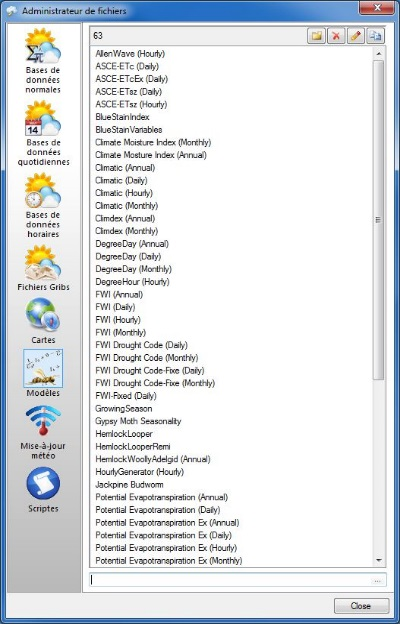 Administrateur de fichiers
Bases de
données
normales
14
Bases de
données
quotidiennes
Bases de
données
horaires
Fichiers Gribs
Cartes
Modèles
Mise-à-jour
météo
Scriptes
63
AllenWave (Hourly)
ASCE-ETc (Daily)
ASCE-ETcEx (Daily)
ASCE-ETsz (Daily)
ASCE-ETsz (Hourly)
BlueStainIndex
BlueStainVariables
Climate Moisture Index (Monthly)
Climate Mosture Index (Annual)
Climatic (Annual)
Climatic (Daily)
Climatic (Hourly)
Climatic (Monthly)
Climdex (Annual)
Climdex (Monthly)
DegreeDay (Annual)
DegreeDay (Daily)
DegreeDay (Monthly)
DegreeHour (Hourly)
FWI (Annual)
FWI (Daily)
FWI (Hourly)
FWI (Monthly)
FWI Drought Code (Daily)
FWI Drought Code (Monthly)
FWI Drought Code-Fixe (Daily)
FWI Drought Code-Fixe (Monthly)
FWI-Fixed (Daily)
GrowingSeason
Gypsy Moth Seasonality
HemlockLooper
HemlockLooperRemi
HemlockWoollyAdelgid (Annual)
HourlyGenerator (Hourly)
Jackpine Budworm
Potential Evapotranspiration (Annual)
Potential Evapotranspiration (Daily)
Potential Evapotranspiration Ex (Annual)
Potential Evapotranspiration Ex (Daily)
Potential Evapotranspiration Ex (Hourly)
Potential Evapotranspiration Ex (Monthly)
...
Close